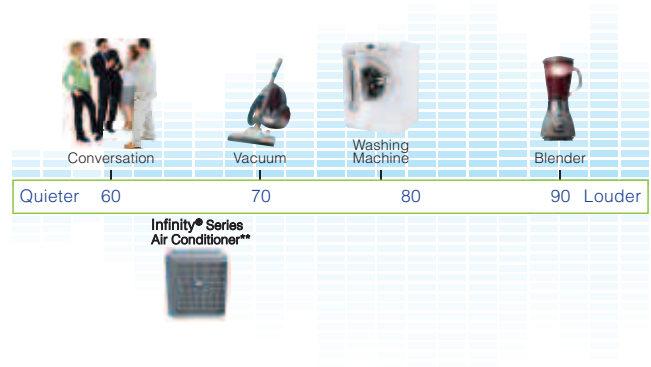 Conversation
Vacuum
Washing
Machine
Blender
Quieter 60 70 80 90 Louder
Infinity® Series
Air Conditioner**